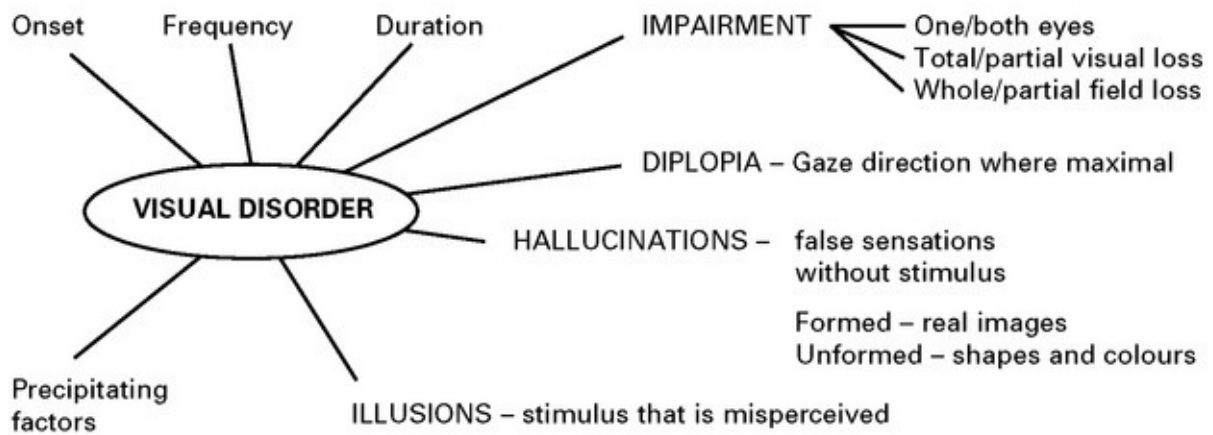 Onset
Frequency
Duration
IMPAIRMENT
One/both eyes
Total/partial visual loss
Whole/partial field loss
DIPLOPIA – Gaze direction where maximal
VISUAL DISORDER
HALLUCINATIONS – false sensations
without stimulus
Formed – real images
Unformed – shapes and colours
Precipitating
factors
ILLUSIONS – stimulus that is misperceived